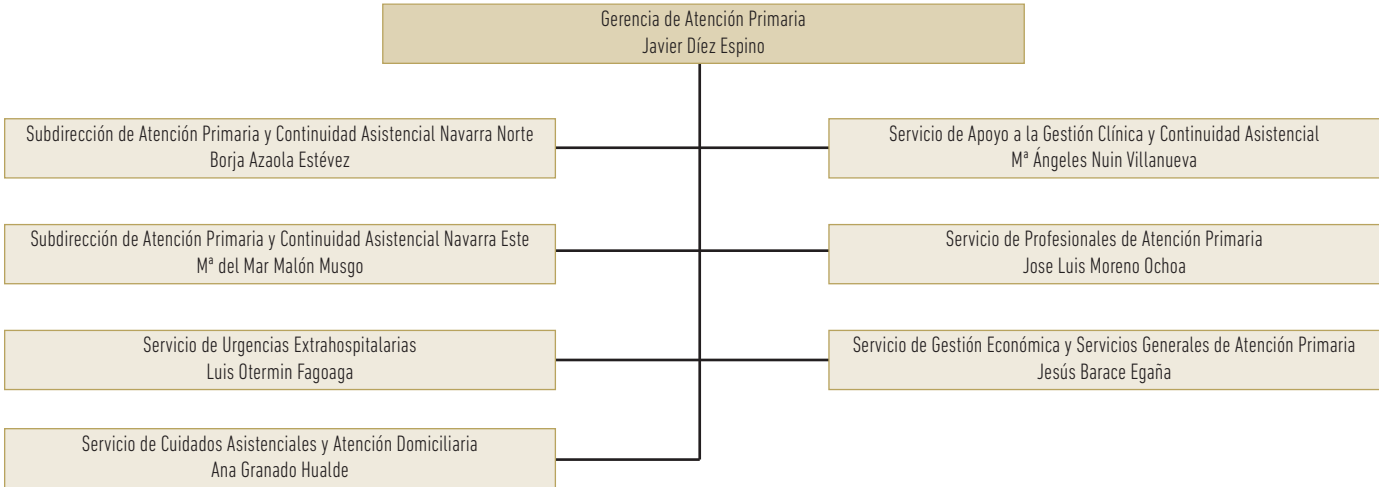 Gerencia de Atención Primaria
Javier Díez Espino
Subdirección de Atención Primaria y Continuidad Asistencial Navarra Norte
Borja Azaola Estévez
Servicio de Apoyo a la Gestión Clínica y Continuidad Asistencial
Mª Ángeles Nuin Villanueva
Subdirección de Atención Primaria y Continuidad Asistencial Navarra Este
Mª del Mar Malón Musgo
Servicio de Profesionales de Atención Primaria
Jose Luis Moreno Ochoa
Servicio de Urgencias Extrahospitalarias
Luis Otermin Fagoaga
Servicio de Gestión Económica y Servicios Generales de Atención Primaria
Jesús Barace Egaña
Servicio de Cuidados Asistenciales y Atención Domiciliaria
Ana Granado Hualde